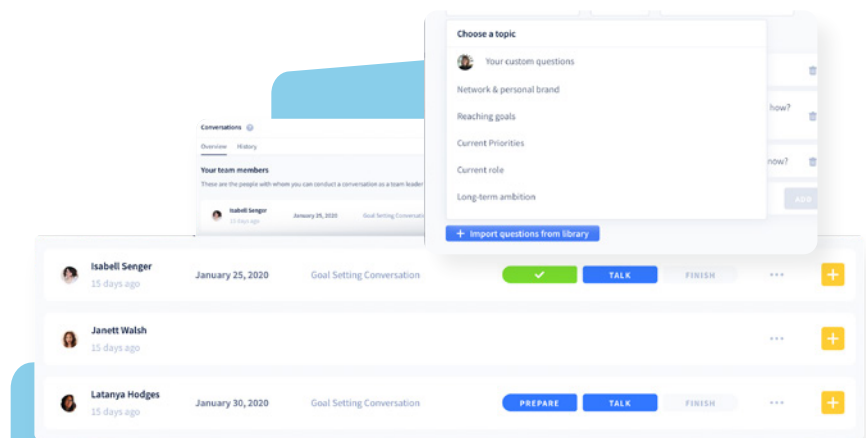 Choose a topic
Your custom questions
Network & personal brand
Reaching goals
Current Priorities
Current role
Long-term ambition
+ Import questions from library
how?
now?
ADD
Conversations
Overview History
Your team members
These are the people with whom you can conduct a conversation as a team leader
Isabell Senger January 25, 2020 Goal Setting Conversati
15 days ago
Isabell Senger January 25, 2020 Goal Setting Conversation TALK FINISH
15 days ago
Janett Walsh
15 days ago
Latanya Hodges January 30, 2020 Goal Setting Conversation PREPARE TALK FINISH
15 days ago